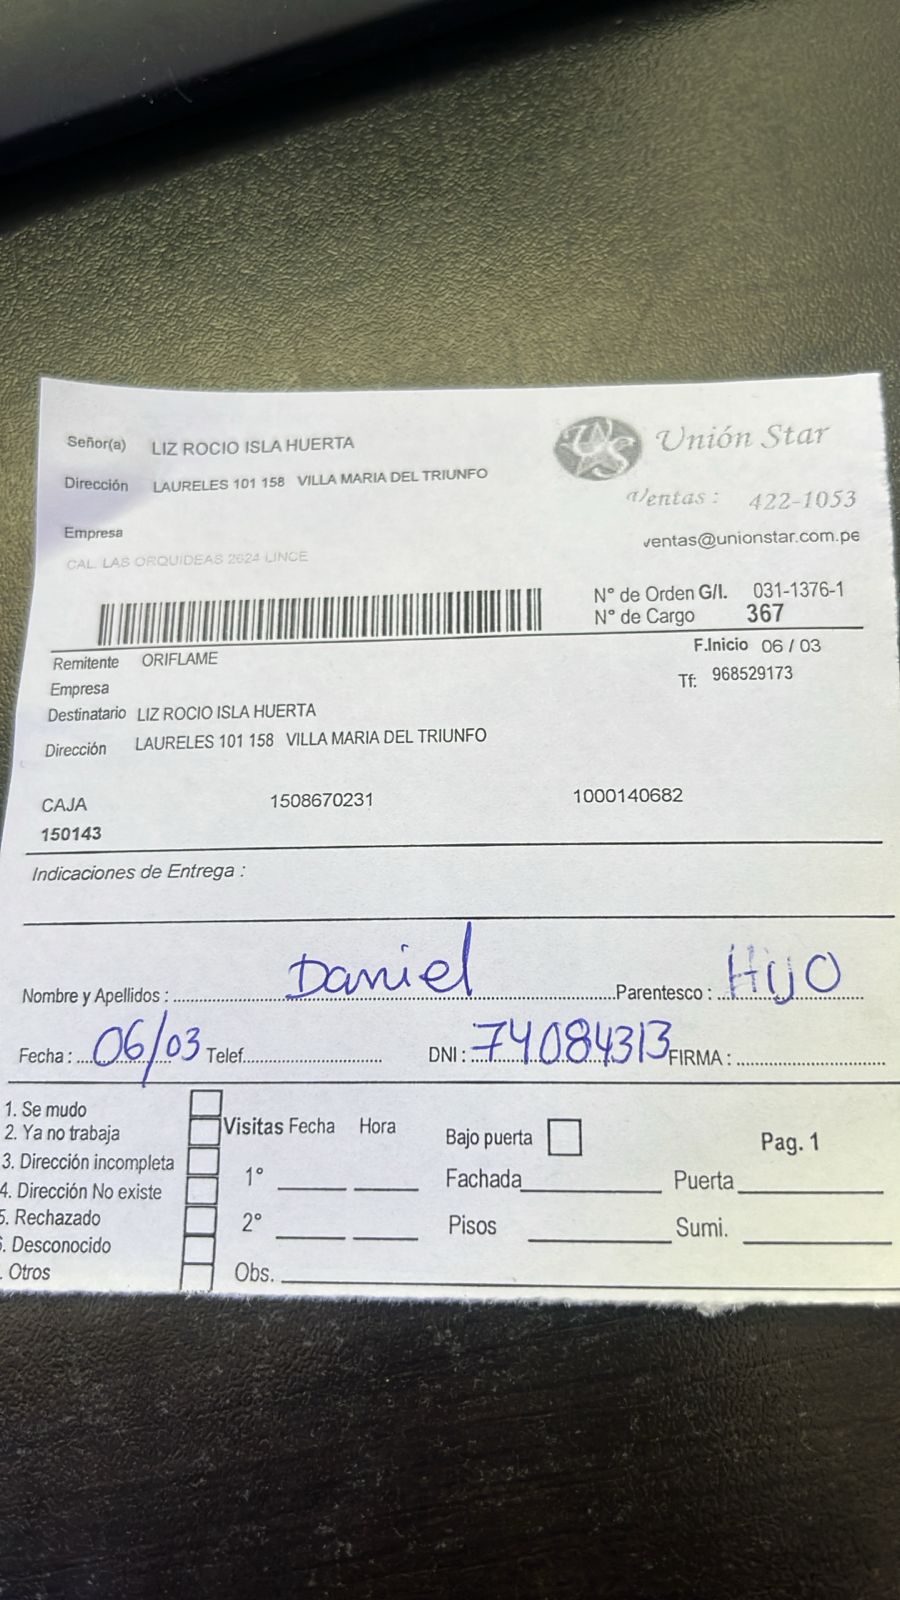 Señor(a) LIZ ROCIO ISLA HUERTA
Unión Star
Dirección LAURELES 101 158 VILLA MARIA DEL TRIUNFO
Ventas : 422-1053
Empresa
ventas@unionstar.com.pe
CAL. LAS ORQUIDEAS 2624 LINCE
N° de Orden G/I. 031-1376-1
N° de Cargo 367
Remitente ORIFLAME
F.Inicio 06 / 03
Empresa
Tf: 968529173
Destinatario LIZ ROCIO ISLA HUERTA
Dirección LAURELES 101 158 VILLA MARIA DEL TRIUNFO
CAJA 1508670231 1000140682
150143
Indicaciones de Entrega :
Nombre y Apellidos : Daniel Parentesco : Hijo
Fecha : 06/03 Telef. DNI : 74084313 FIRMA :
1. Se mudo
2. Ya no trabaja
3. Dirección incompleta
4. Dirección No existe
5. Rechazado
. Desconocido
. Otros
Visitas Fecha Hora
1°
2°
Obs.
Bajo puerta
Pag. 1
Fachada Puerta
Pisos Sumi.